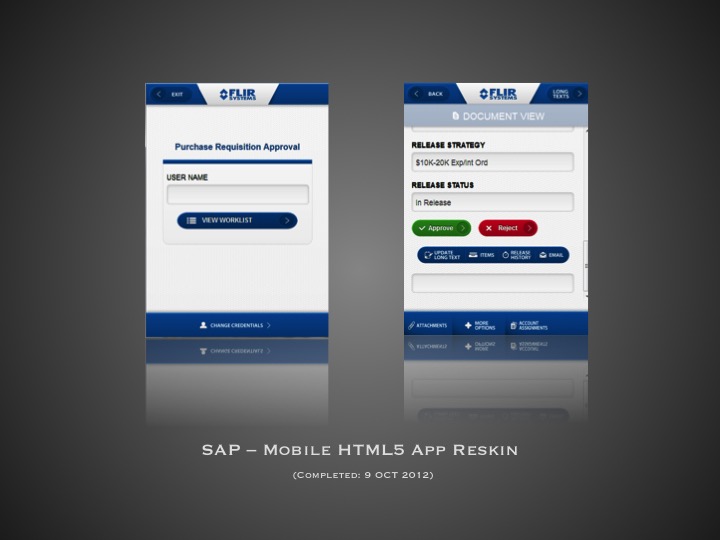 EXIT
FLIR
SYSTEMS
Purchase Requisition Approval
USER NAME
VIEW WORKLIST
CHANGE CREDENTIALS
CHANGE CREDENTIALS
BACK
FLIR
SYSTEMS
LONG
TEXTS
DOCUMENT VIEW
RELEASE STRATEGY
$10K-20K Exp/Int Ord
RELEASE STATUS
In Release
Approve
Reject
UPDATE
LONG TEXT
ITEMS
RELEASE
HISTORY
EMAIL
ATTACHMENTS
MORE
OPTIONS
ACCOUNT
ASSIGNMENTS
SAP – Mobile HTML5 App Reskin
(Completed: 9 OCT 2012)